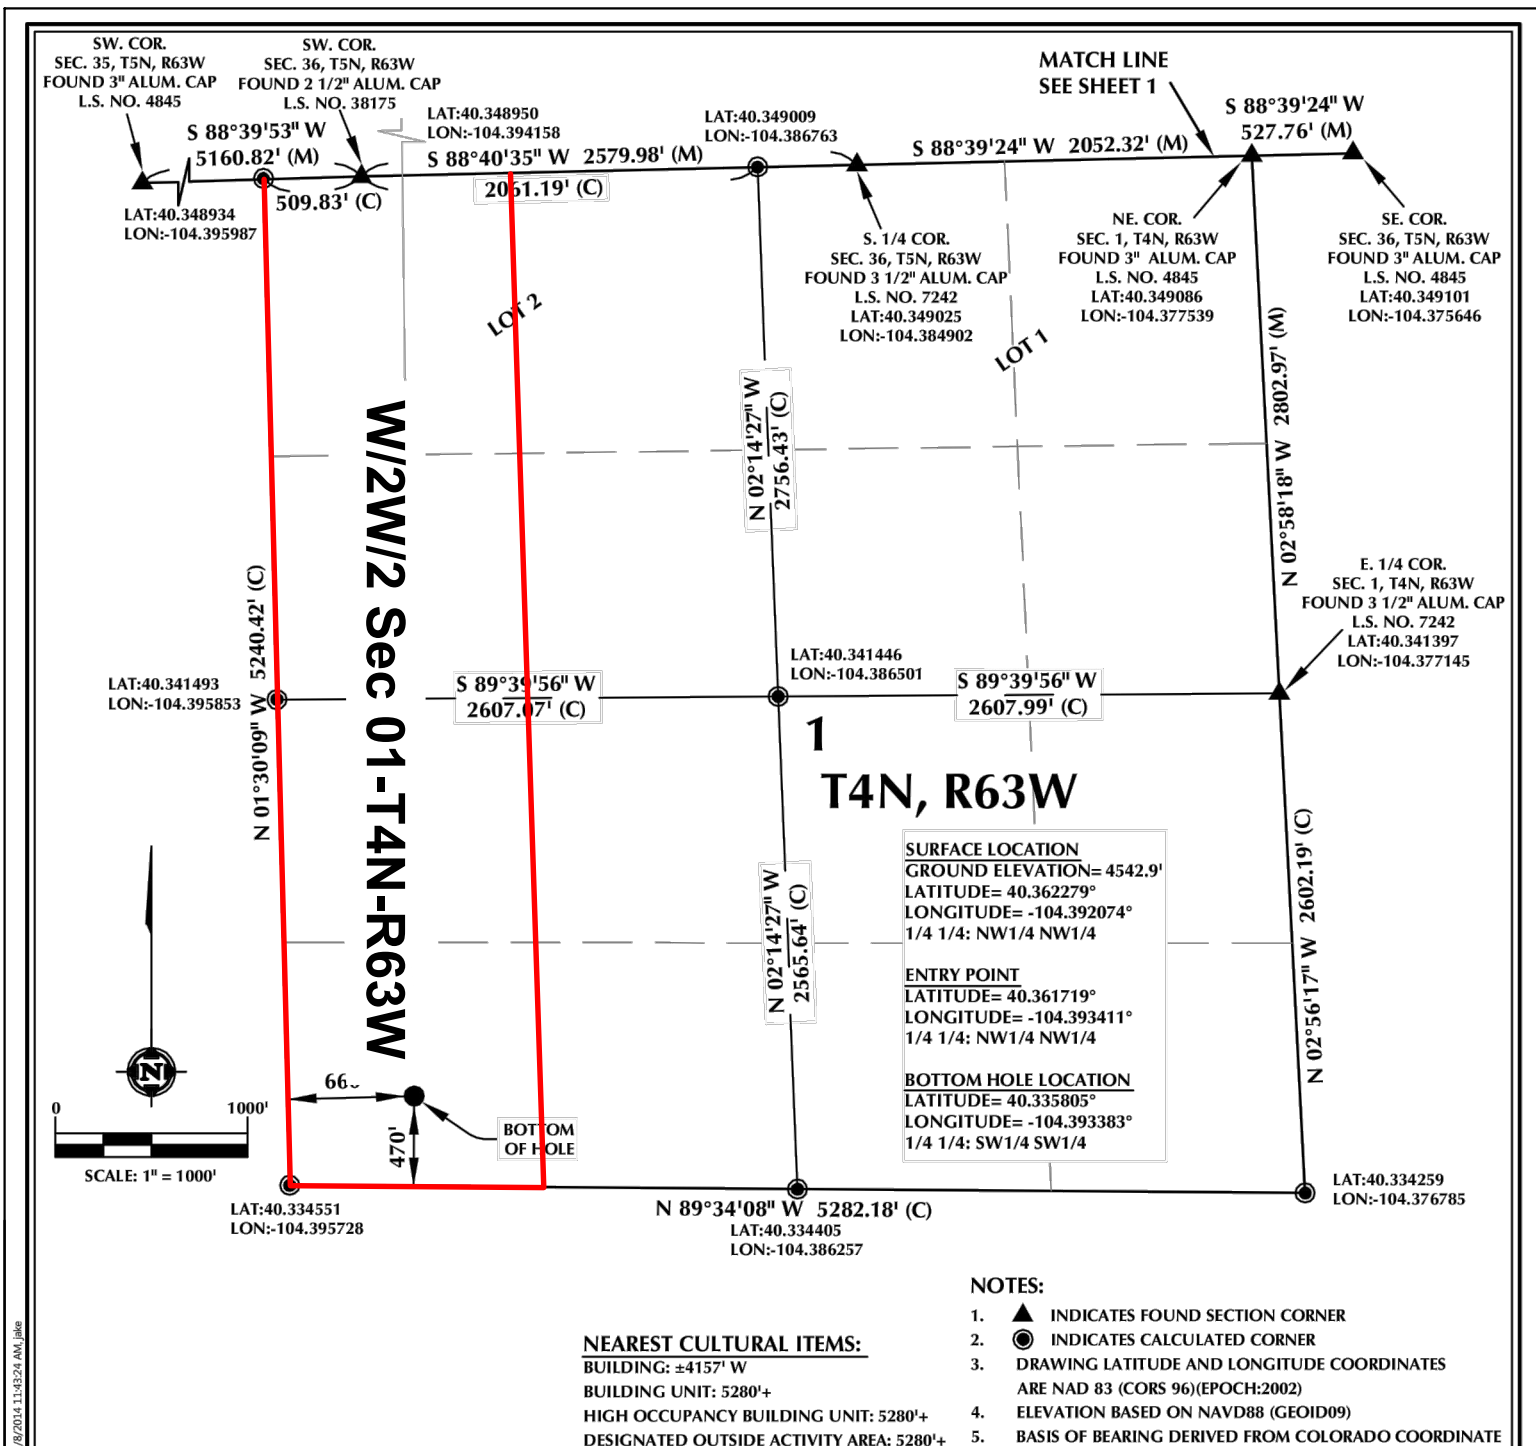 SW. COR.
SEC. 35, T5N, R63W
FOUND 3" ALUM. CAP
L.S. NO. 4845
SW. COR.
SEC. 36, T5N, R63W
FOUND 2 1/2" ALUM. CAP
L.S. NO. 38175
LAT:40.348950
LON:-104.394158
LAT:40.349009
LON:-104.386763
MATCH LINE
SEE SHEET 1
S 88°39'24" W
527.76' (M)
S 88°39'53" W
5160.82' (M)
S 88°40'35" W 2579.98' (M)
S 88°39'24" W 2052.32' (M)
509.83' (C)
2061.19' (C)
LAT:40.348934
LON:-104.395987
S. 1/4 COR.
SEC. 36, T5N, R63W
FOUND 3 1/2" ALUM. CAP
L.S. NO. 7242
LAT:40.349025
LON:-104.384902
NE. COR.
SEC. 1, T4N, R63W
FOUND 3" ALUM. CAP
L.S. NO. 4845
LAT:40.349086
LON:-104.377539
SE. COR.
SEC. 36, T5N, R63W
FOUND 3" ALUM. CAP
L.S. NO. 4845
LAT:40.349101
LON:-104.375646
LOT 2
LOT 1
N 02°58'18" W 2802.97' (M)
N 02°14'27" W
2756.43' (C)
W/2W/2 Sec 01-T4N-R63W
N 01°30'09" W 5240.42' (C)
E. 1/4 COR.
SEC. 1, T4N, R63W
FOUND 3 1/2" ALUM. CAP
L.S. NO. 7242
LAT:40.341397
LON:-104.377145
LAT:40.341493
LON:-104.395853
S 89°39'56" W
2607.07' (C)
LAT:40.341446
LON:-104.386501
S 89°39'56" W
2607.99' (C)
1
T4N, R63W
N 02°14'27" W
2565.64' (C)
N 02°56'17" W 2602.19' (C)
SURFACE LOCATION
GROUND ELEVATION= 4542.9'
LATITUDE= 40.362279°
LONGITUDE= -104.392074°
1/4 1/4: NW1/4 NW1/4
ENTRY POINT
LATITUDE= 40.361719°
LONGITUDE= -104.393411°
1/4 1/4: NW1/4 NW1/4
BOTTOM HOLE LOCATION
LATITUDE= 40.335805°
LONGITUDE= -104.393383°
1/4 1/4: SW1/4 SW1/4
N
0 1000'
SCALE: 1" = 1000'
470'
BOTTOM
OF HOLE
LAT:40.334551
LON:-104.395728
N 89°34'08" W 5282.18' (C)
LAT:40.334405
LON:-104.386257
LAT:40.334259
LON:-104.376785
NOTES:
1. INDICATES FOUND SECTION CORNER
2. INDICATES CALCULATED CORNER
3. DRAWING LATITUDE AND LONGITUDE COORDINATES
ARE NAD 83 (CORS 96)(EPOCH:2002)
4. ELEVATION BASED ON NAVD88 (GEOID09)
5. BASIS OF BEARING DERIVED FROM COLORADO COORDINATE
NEAREST CULTURAL ITEMS:
BUILDING: ±4157' W
BUILDING UNIT: 5280'+
HIGH OCCUPANCY BUILDING UNIT: 5280'+
DESIGNATED OUTSIDE ACTIVITY AREA: 5280'+
/8/2014 11:43:24 AM, jake